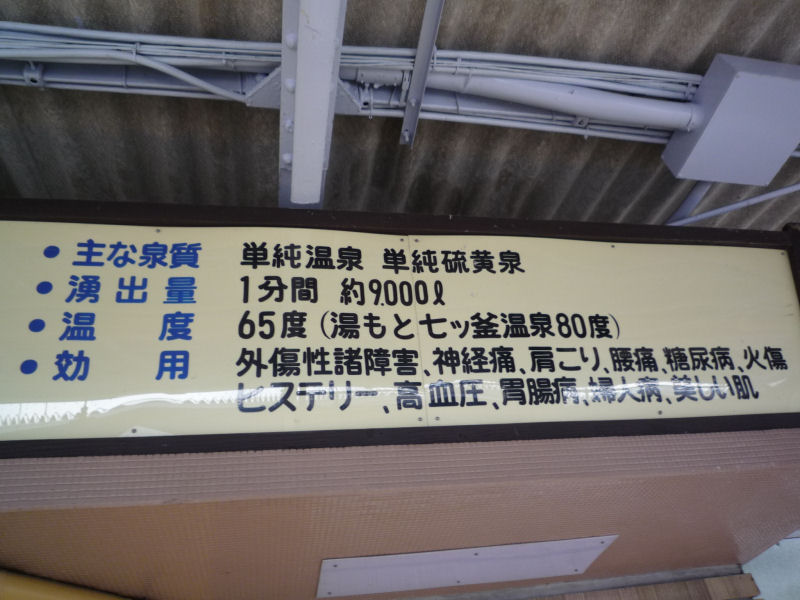 •主な泉質 単純温泉 単純硫黄泉
•湧出量 1分間 約9.000ℓ
•温度 65度(湯もと七ッ釜温泉80度)
•効用 外傷性諸障害、神経痛、肩こり、腰痛、糖尿病、火傷
ヒステリー、高血圧、胃腸病、婦人病、美しい肌